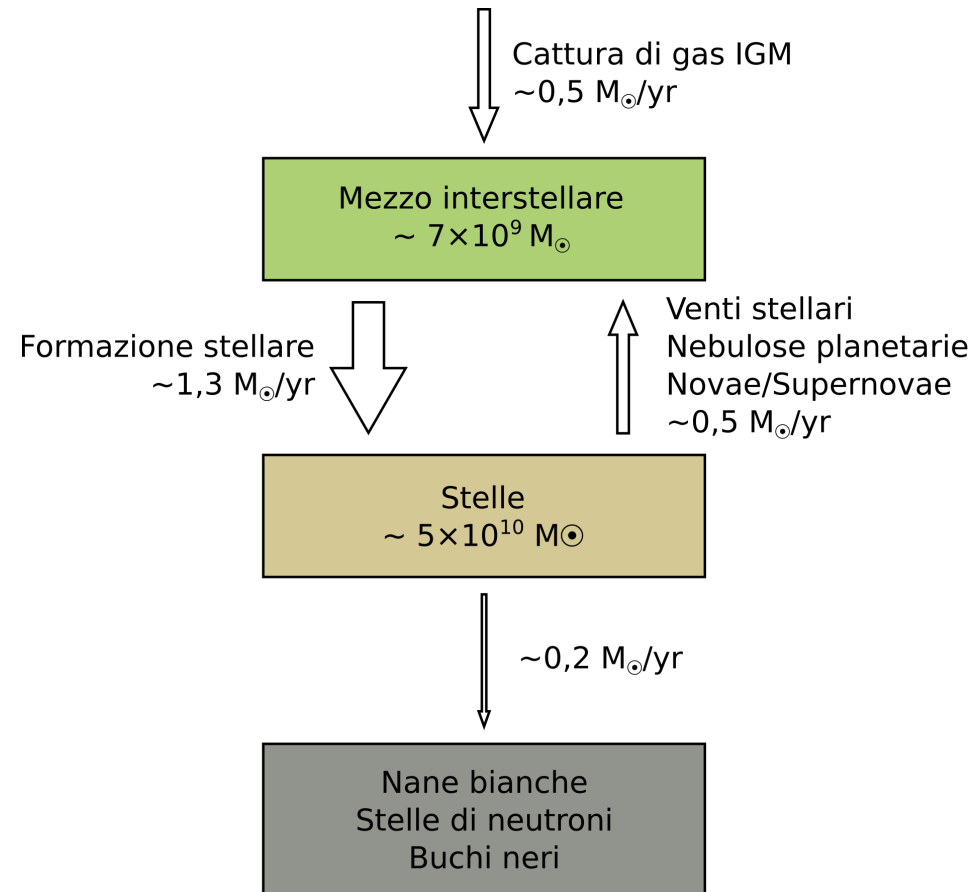 Cattura di gas IGM
~0,5 M☉/yr
Mezzo interstellare
~ 7×10⁹ M☉
Formazione stellare
~1,3 M☉/yr
Venti stellari
Nebulose planetarie
Novae/Supernovae
~0,5 M☉/yr
Stelle
~ 5×10¹⁰ M☉
~0,2 M☉/yr
Nane bianche
Stelle di neutroni
Buchi neri